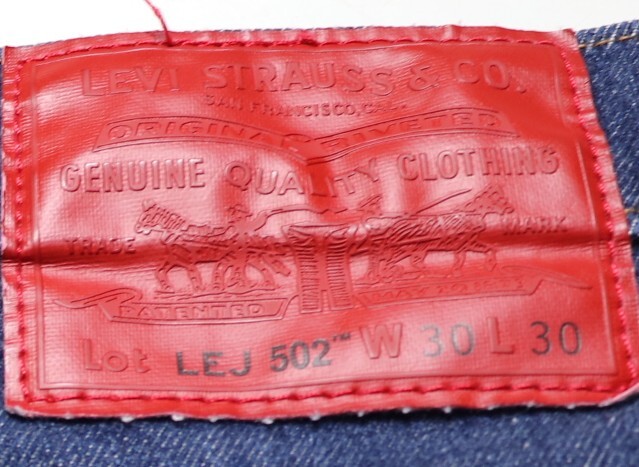 LEVI STRAUSS & CO.
SAN FRANCISCO, CAL.
ORIGINAL RIVETED
GENUINE QUALITY CLOTHING
TRADE MARK
PATENTED
Lot LEJ 502™ W 30 L 30